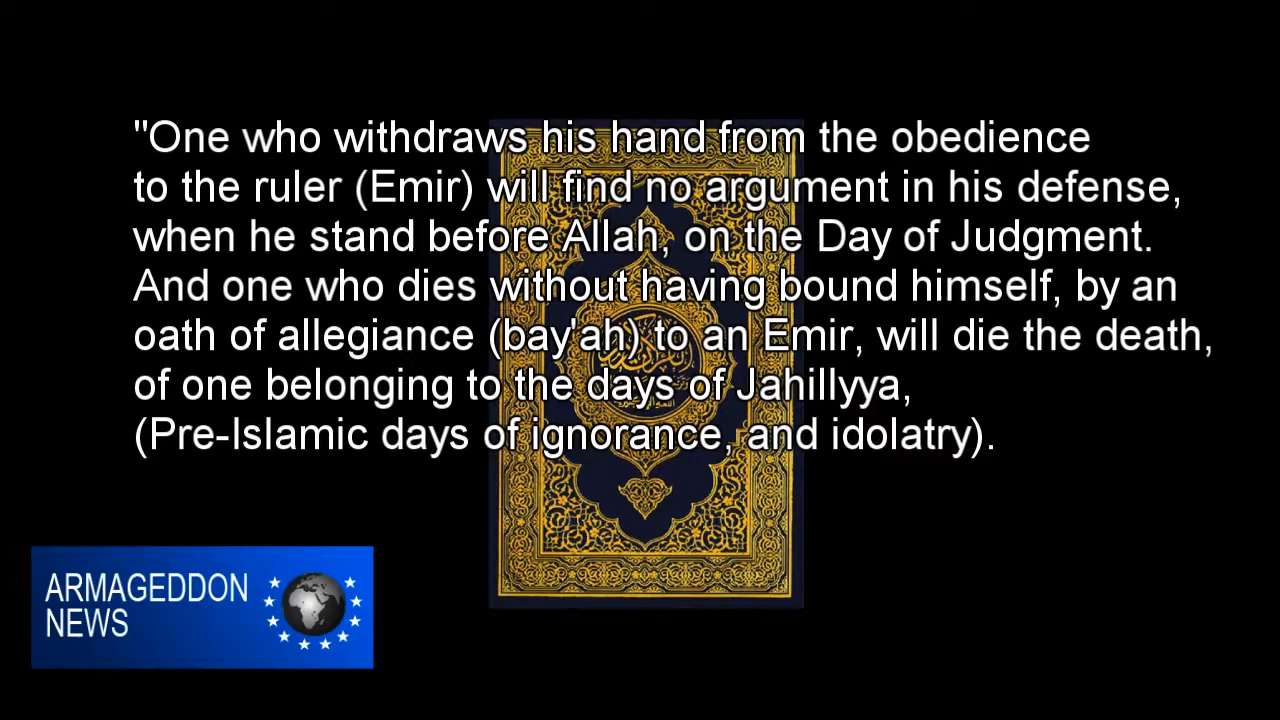 "One who withdraws his hand from the obedience
to the ruler (Emir) will find no argument in his defense,
when he stand before Allah, on the Day of Judgment.
And one who dies without having bound himself, by an
oath of allegiance (bay'ah) to an Emir, will die the death,
of one belonging to the days of Jahillyya,
(Pre-Islamic days of ignorance, and idolatry).
ARMAGEDDON
NEWS